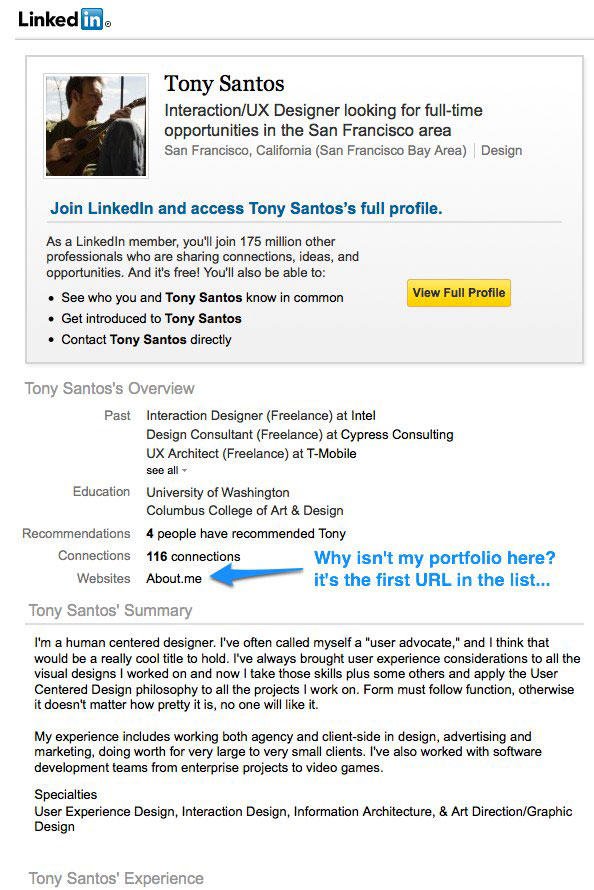 Linked in ®
Tony Santos
Interaction/UX Designer looking for full-time
opportunities in the San Francisco area
San Francisco, California (San Francisco Bay Area) | Design
Join LinkedIn and access Tony Santos's full profile.
As a LinkedIn member, you'll join 175 million other
professionals who are sharing connections, ideas, and
opportunities. And it's free! You'll also be able to:
• See who you and Tony Santos know in common
• Get introduced to Tony Santos
• Contact Tony Santos directly
View Full Profile
Tony Santos's Overview
Past Interaction Designer (Freelance) at Intel
Design Consultant (Freelance) at Cypress Consulting
UX Architect (Freelance) at T-Mobile
see all
Education University of Washington
Columbus College of Art & Design
Recommendations 4 people have recommended Tony
Connections 116 connections
Websites About.me
Why isn't my portfolio here?
it's the first URL in the list...
Tony Santos' Summary
I'm a human centered designer. I've often called myself a "user advocate," and I think that
would be a really cool title to hold. I've always brought user experience considerations to all the
visual designs I worked on and now I take those skills plus some others and apply the User
Centered Design philosophy to all the projects I work on. Form must follow function, otherwise
it doesn't matter how pretty it is, no one will like it.
My experience includes working both agency and client-side in design, advertising and
marketing, doing worth for very large to very small clients. I've also worked with software
development teams from enterprise projects to video games.
Specialties
User Experience Design, Interaction Design, Information Architecture, & Art Direction/Graphic
Design
Tony Santos' Experience